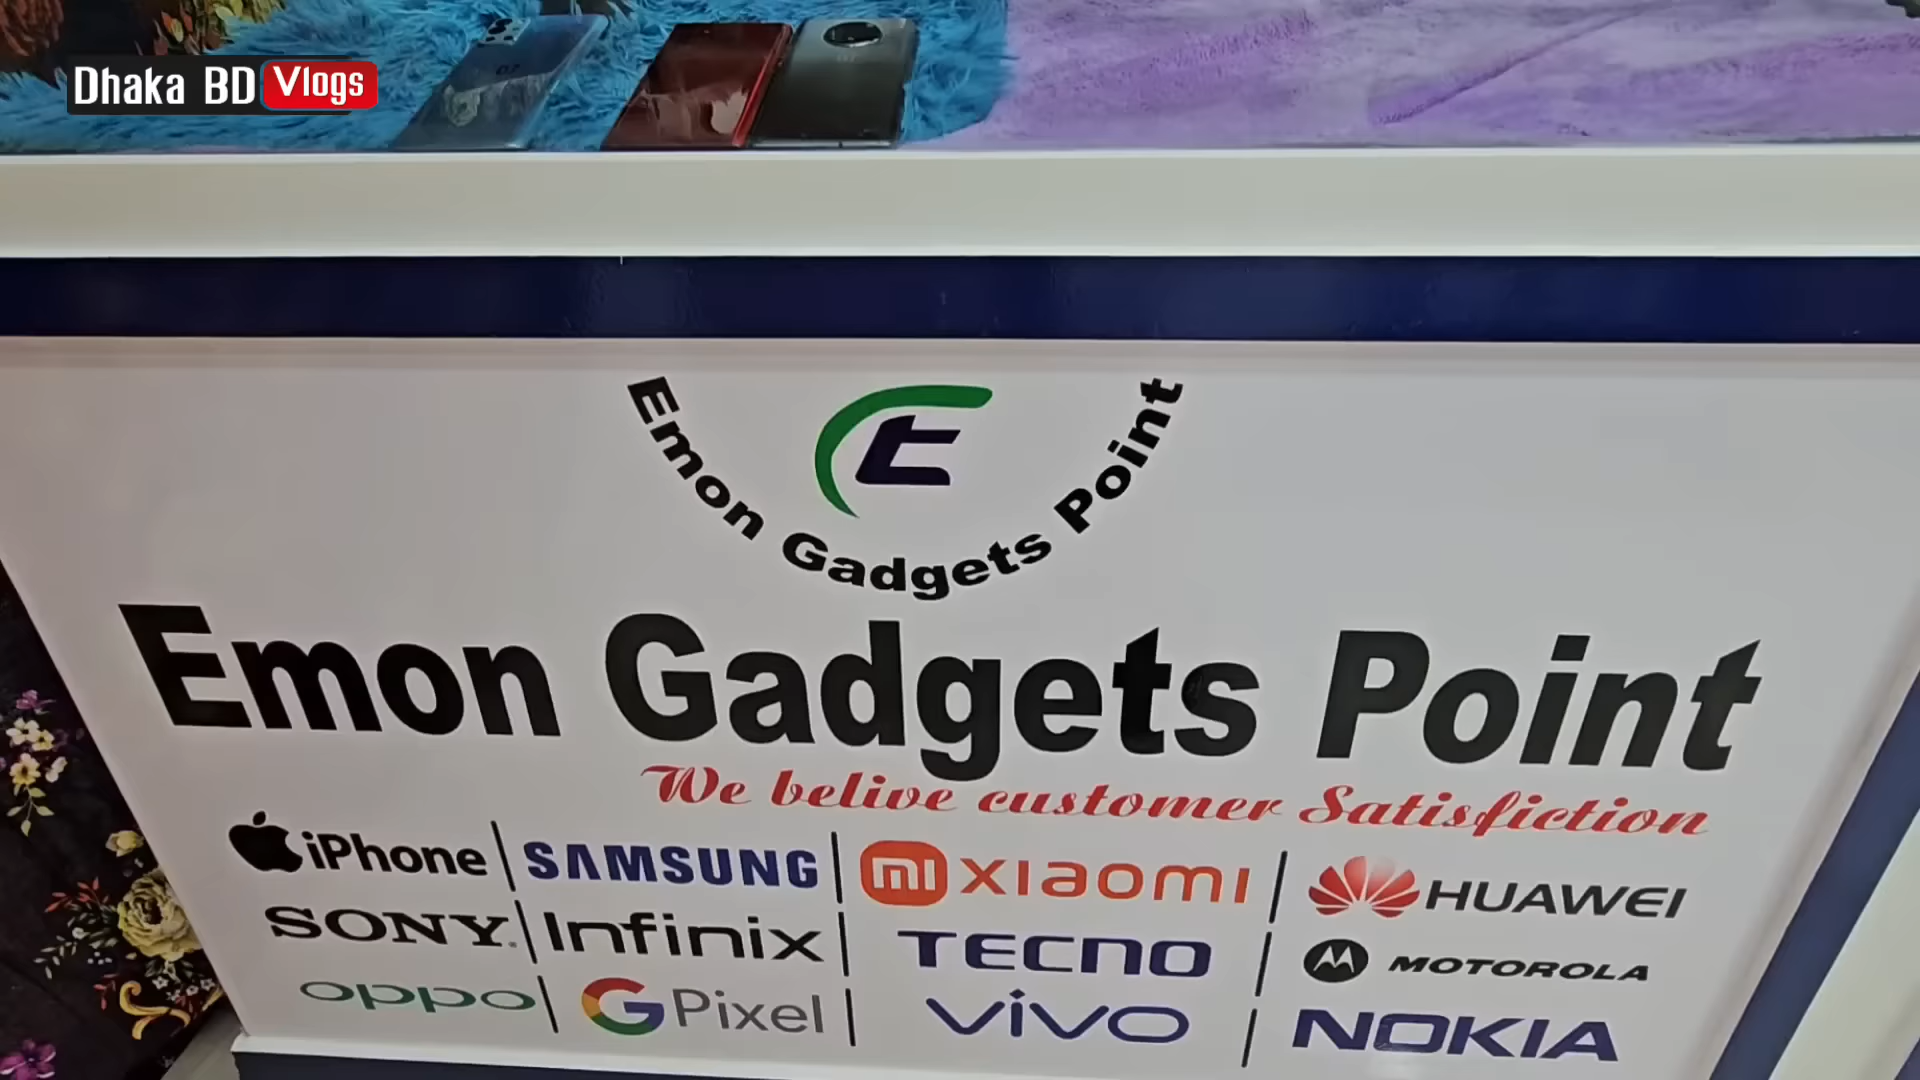 Dhaka BD Vlogs
Emon Gadgets Point
E
Emon Gadgets Point
We belive customer Satisfiction
iPhone | SAMSUNG | mi xiaomi | HUAWEI
SONY | Infinix | TECNO | MOTOROLA
oppo | G Pixel | vivo | NOKIA